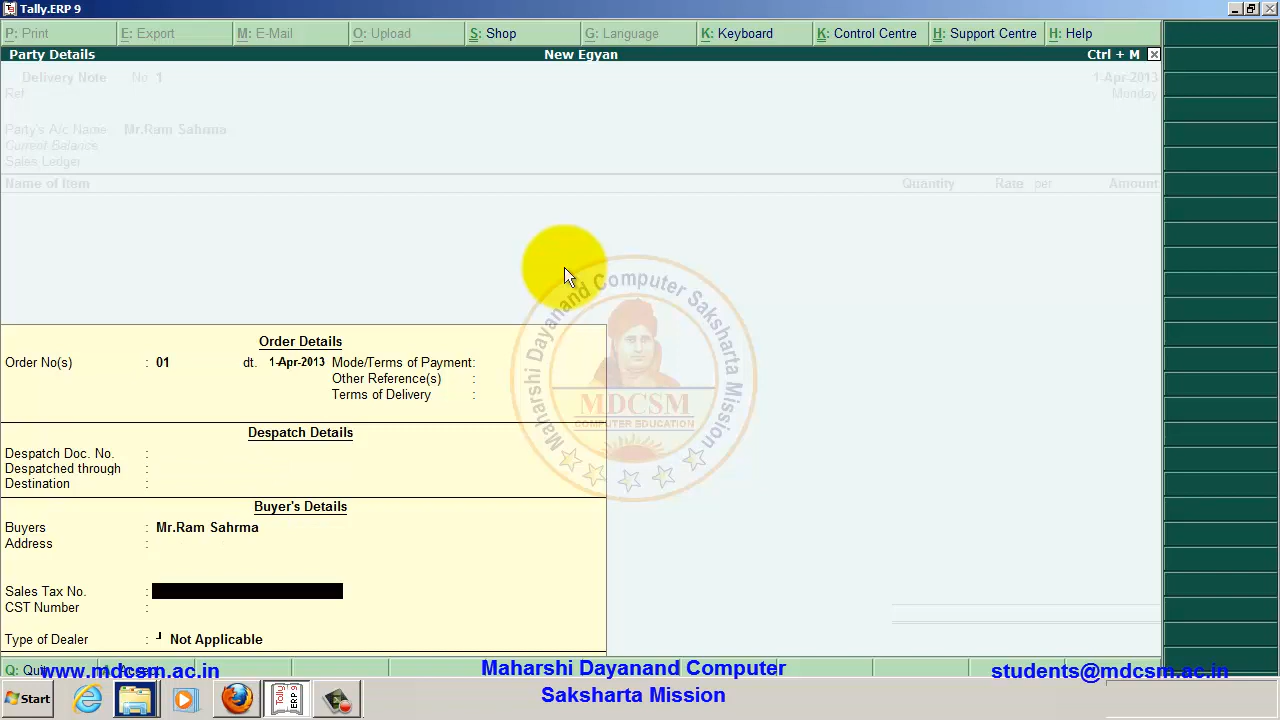 Tally.ERP 9
P: Print E: Export M: E-Mail O: Upload S: Shop G: Language K: Keyboard K: Control Centre H: Support Centre H: Help
Party Details New Egyan Ctrl + M
Delivery Note No 1 1-Apr-2013
Ref. Monday
Party's A/c Name Mr.Ram Sahrma
Current Balance
Sales Ledger
Name of Item Quantity Rate per Amount
Maharshi Dayanand Computer Saksharta Mission
MDCSM
COMPUTER EDUCATION
Order Details
Order No(s) : 01 dt. 1-Apr-2013 Mode/Terms of Payment:
Other Reference(s) :
Terms of Delivery :
Despatch Details
Despatch Doc. No. :
Despatched through :
Destination :
Buyer's Details
Buyers : Mr.Ram Sahrma
Address :
Sales Tax No. :
CST Number :
Type of Dealer : Not Applicable
Q: Quit A: Accept
www.mdcsm.ac.in Maharshi Dayanand Computer students@mdcsm.ac.in
Saksharta Mission
Start Tally ERP 9